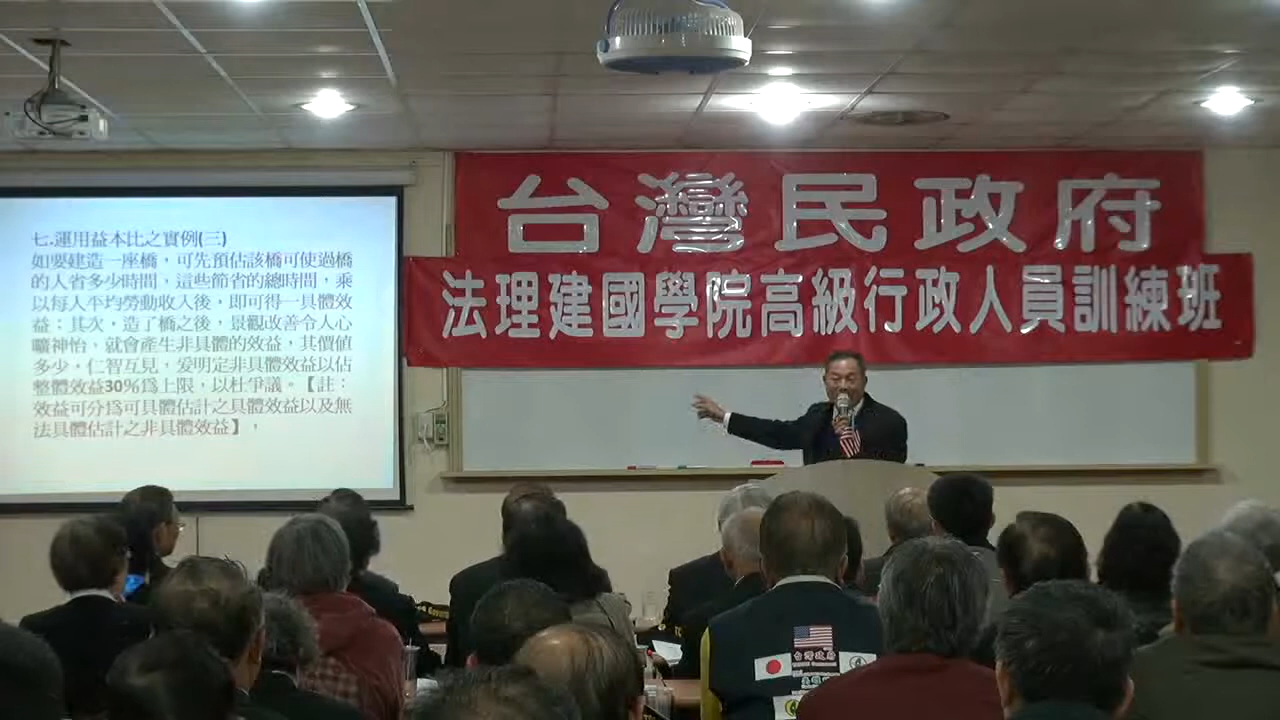 台灣民政府
法理建國學院高級行政人員訓練班
七.運用益本比之實例(三)
如要建造一座橋，可先預估該橋可使過橋
的人省多少時間，這些節省的總時間，乘
以每人平均勞動收入後，即可得一具體效
益；其次，造了橋之後，景觀改善令人心
曠神怡，就會產生非具體的效益，其價值
多少，仁智互見，爰明定非具體效益以佔
整體效益30%爲上限，以杜爭議。【註：
效益可分爲可具體估計之具體效益以及無
法具體估計之非具體效益】，
台灣政府